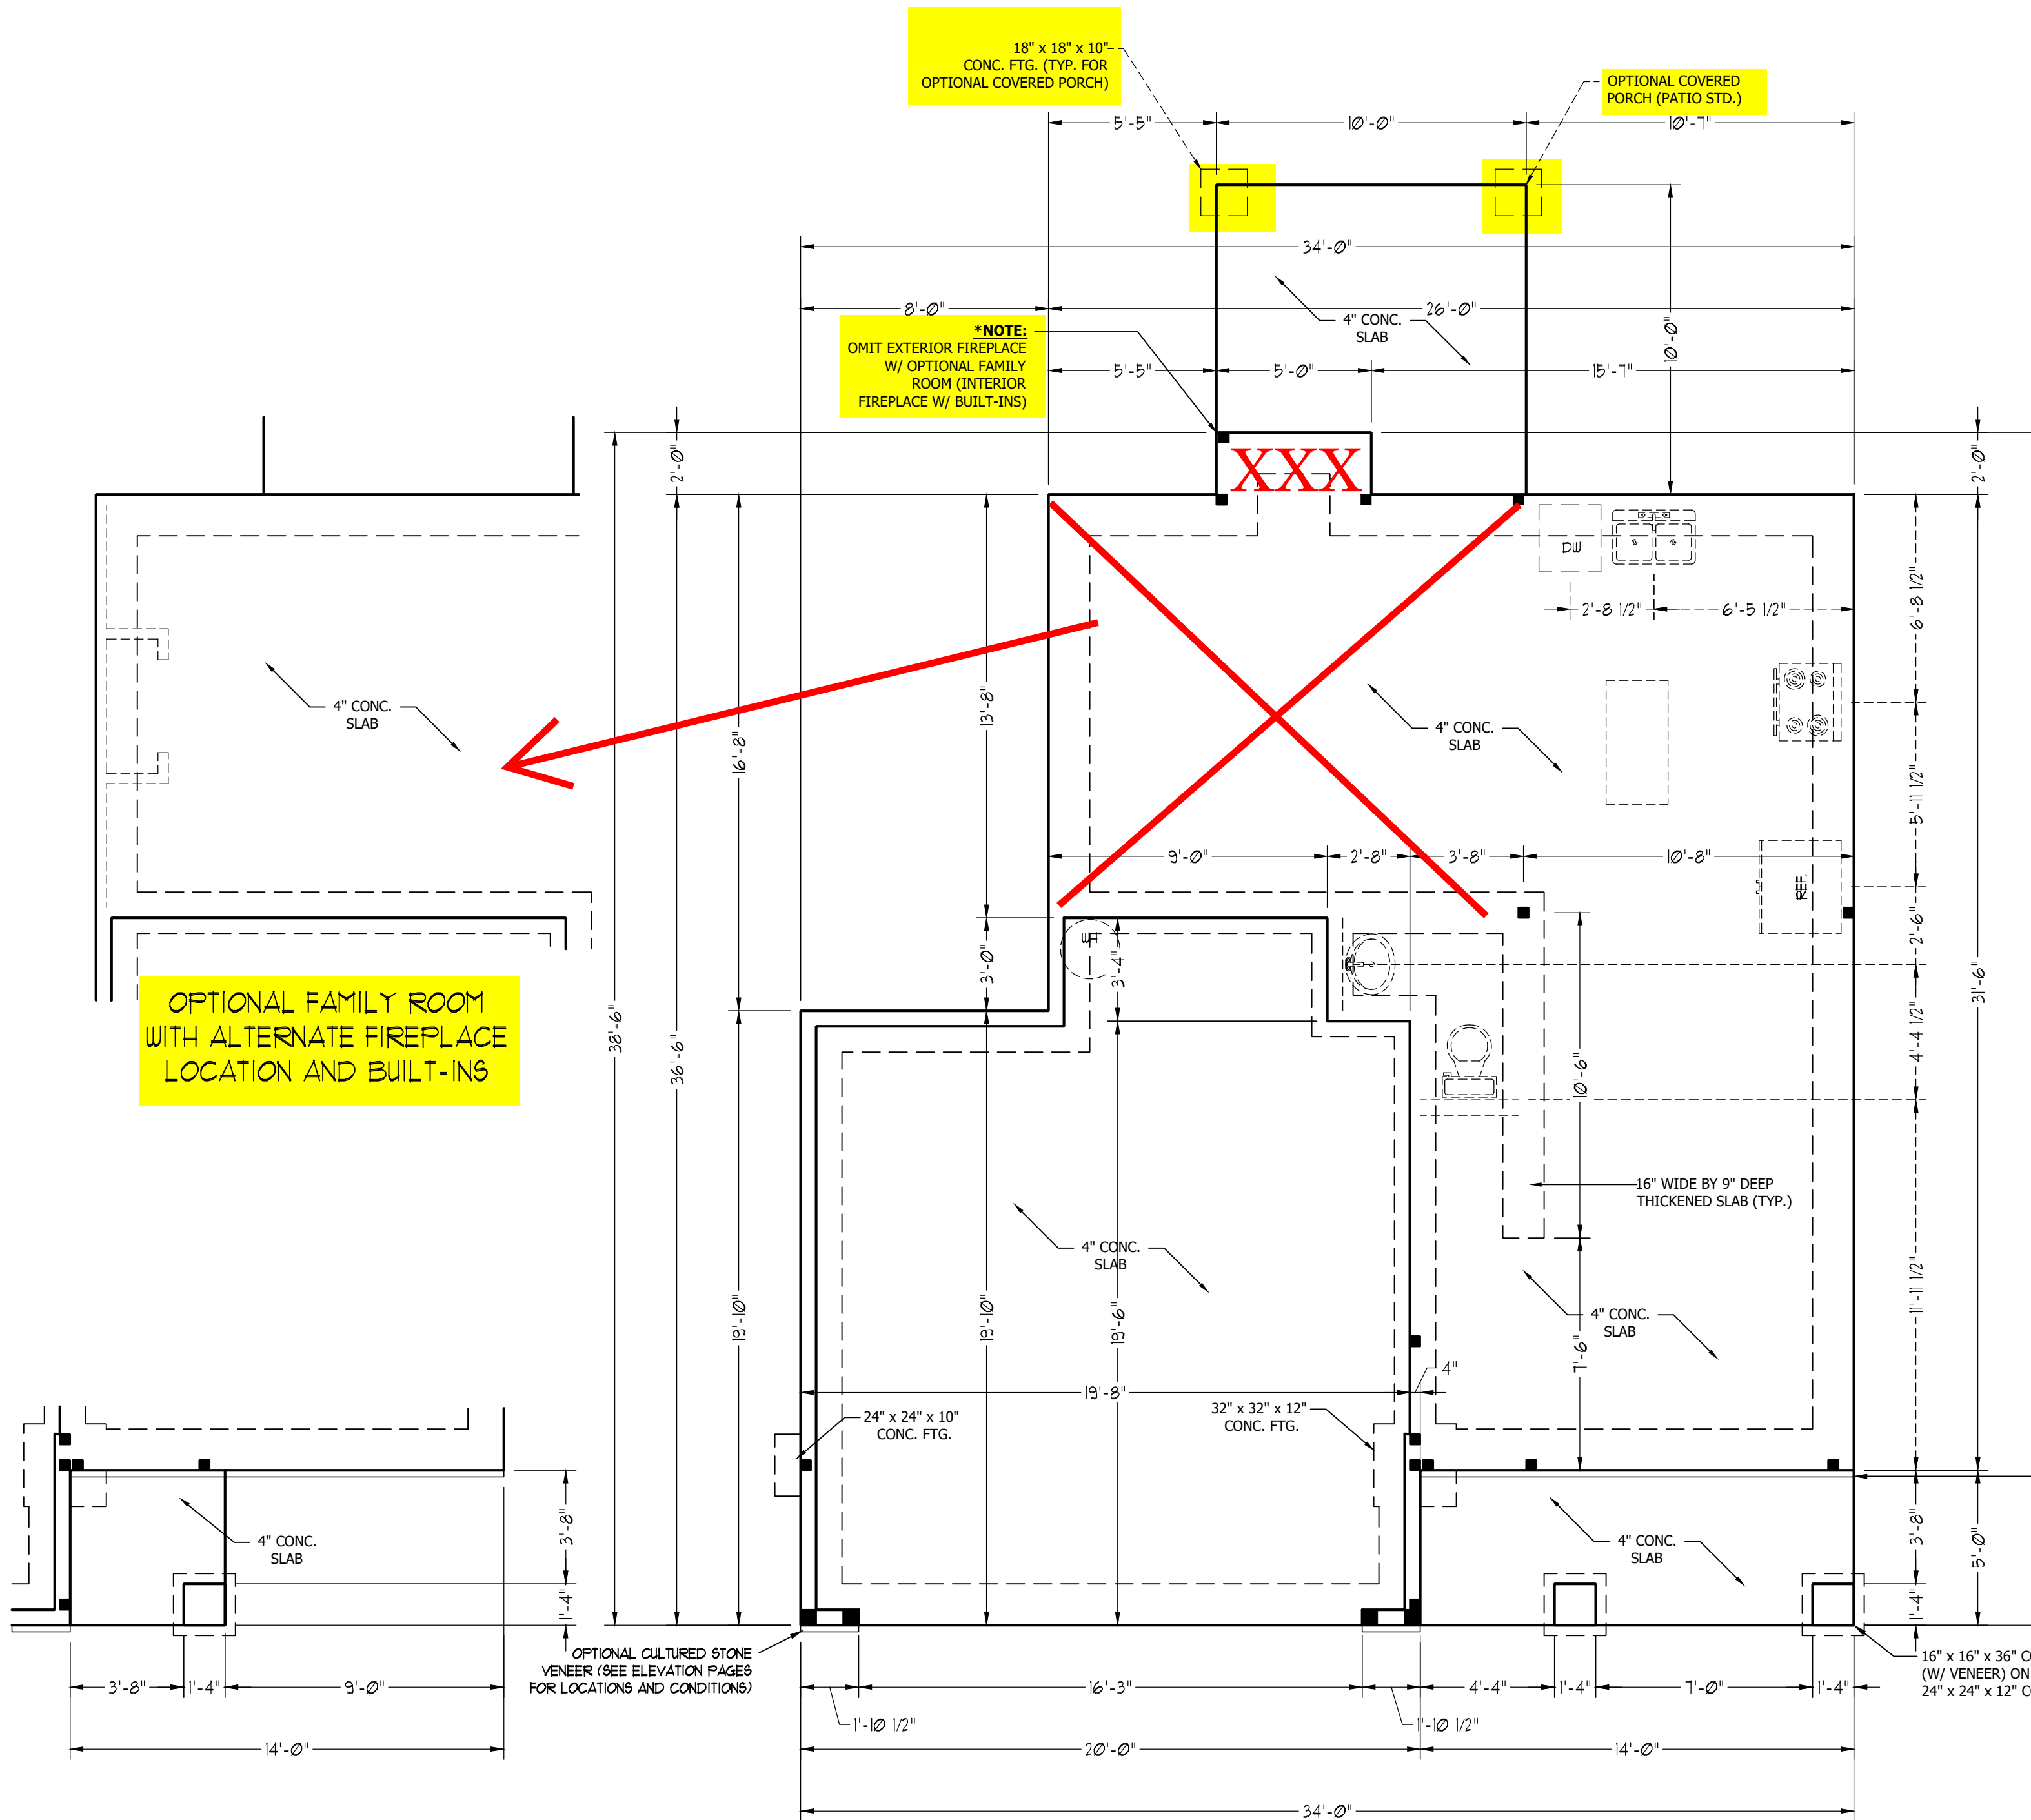 18" x 18" x 10"
CONC. FTG. (TYP. FOR
OPTIONAL COVERED PORCH)
OPTIONAL COVERED
PORCH (PATIO STD.)
5'-5"
10'-0"
10'-7"
34'-0"
8'-0"
26'-0"
4" CONC.
SLAB
10'-0"
*NOTE:
OMIT EXTERIOR FIREPLACE
W/ OPTIONAL FAMILY
ROOM (INTERIOR
FIREPLACE W/ BUILT-INS)
5'-5"
5'-0"
15'-7"
2'-0"
XXX
2'-0"
DW
2'-8 1/2"
6'-5 1/2"
6'-8 1/2"
4" CONC.
SLAB
13'-8"
16'-8"
4" CONC.
SLAB
5'-11 1/2"
9'-0"
2'-8"
3'-8"
10'-8"
REF.
2'-6"
WH
3'-0"
3'-4"
31'-6"
OPTIONAL FAMILY ROOM
WITH ALTERNATE FIREPLACE
LOCATION AND BUILT-INS
38'-6"
36'-6"
4'-4 1/2"
10'-6"
16" WIDE BY 9" DEEP
THICKENED SLAB (TYP.)
4" CONC.
SLAB
19'-10"
19'-10"
19'-6"
11'-11 1/2"
4" CONC.
SLAB
7'-6"
4"
19'-8"
24" x 24" x 10"
CONC. FTG.
32" x 32" x 12"
CONC. FTG.
4" CONC.
SLAB
3'-8"
1'-4"
4" CONC.
SLAB
3'-8"
5'-0"
1'-4"
OPTIONAL CULTURED STONE
VENEER (SEE ELEVATION PAGES
FOR LOCATIONS AND CONDITIONS)
16" x 16" x 36" C
(W/ VENEER) ON
24" x 24" x 12" C
3'-8"
1'-4"
9'-0"
16'-3"
4'-4"
1'-4"
7'-0"
1'-4"
1'-10 1/2"
1'-10 1/2"
14'-0"
20'-0"
14'-0"
34'-0"